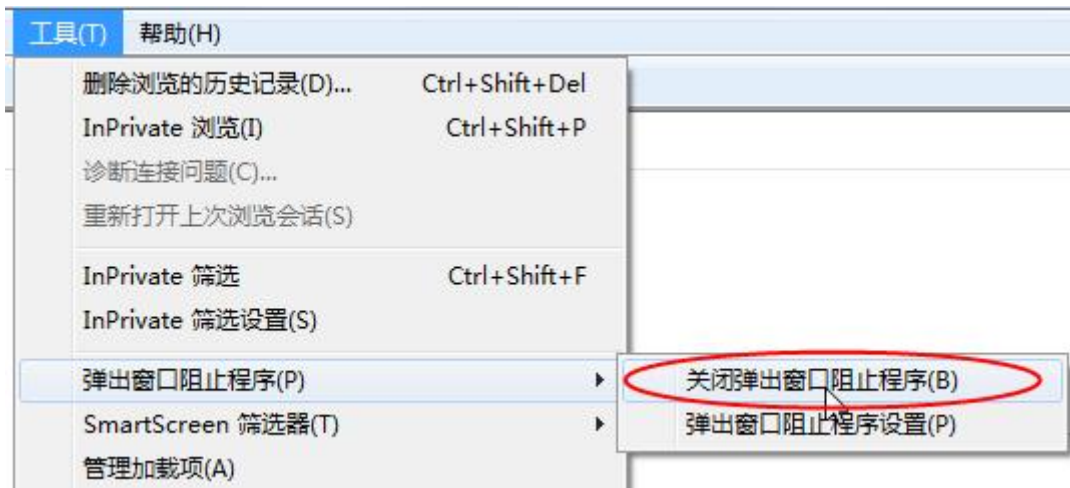 工具(T) 帮助(H)
删除浏览的历史记录(D)... Ctrl+Shift+Del
InPrivate 浏览(I) Ctrl+Shift+P
诊断连接问题(C)...
重新打开上次浏览会话(S)
InPrivate 筛选 Ctrl+Shift+F
InPrivate 筛选设置(S)
弹出窗口阻止程序(P) 关闭弹出窗口阻止程序(B)
SmartScreen 筛选器(T) 弹出窗口阻止程序设置(P)
管理加载项(A)